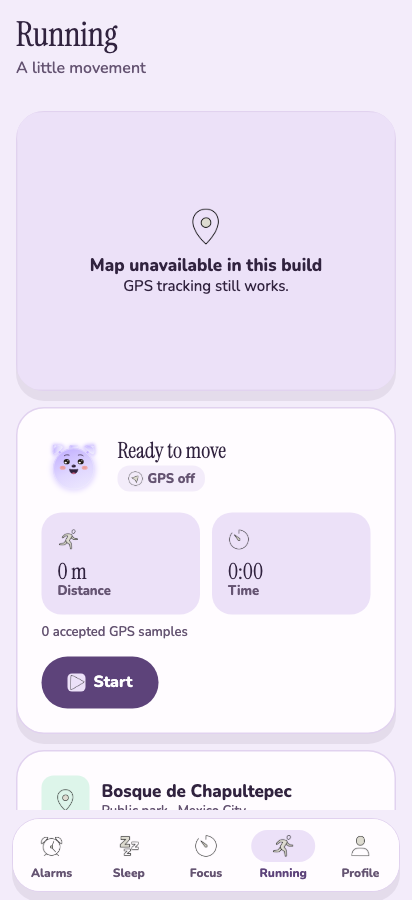 Running
A little movement
Map unavailable in this build
GPS tracking still works.
Ready to move
GPS off
0 m
Distance
0:00
Time
0 accepted GPS samples
Start
Bosque de Chapultepec
Public park · Mexico City
Alarms
Sleep
Focus
Running
Profile